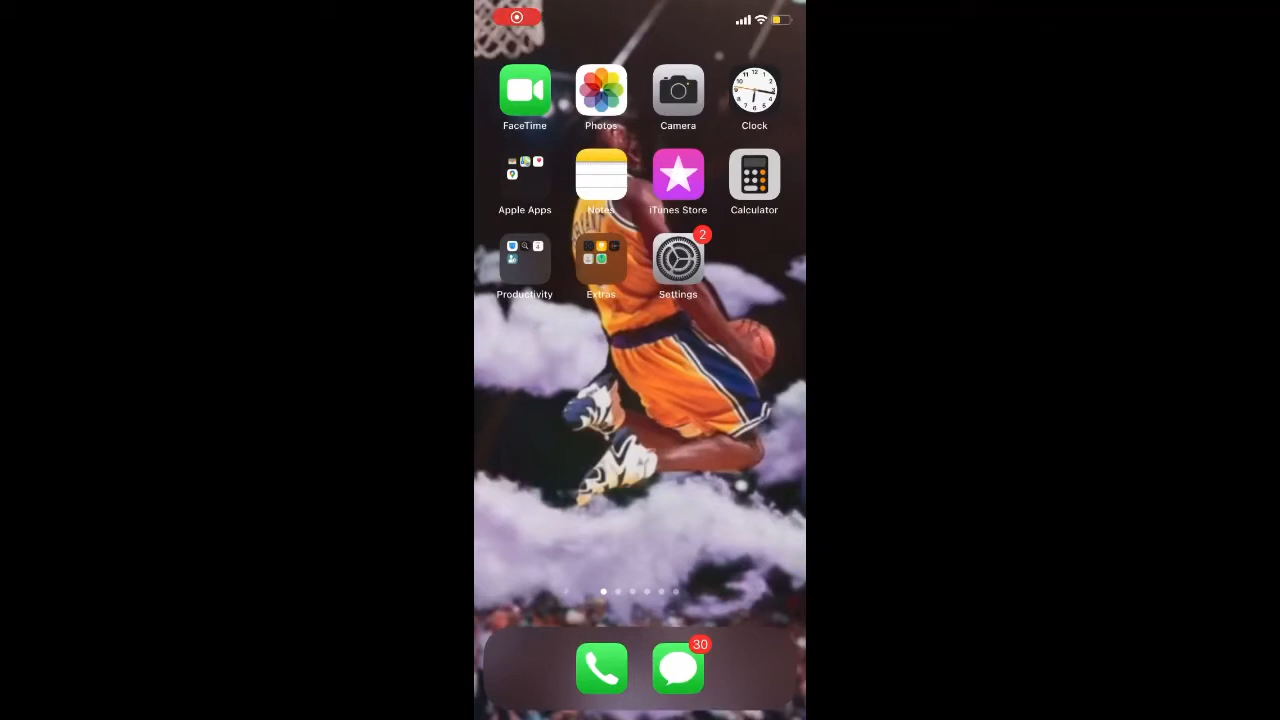 FaceTime Photos Camera Clock
Apple Apps Notes iTunes Store Calculator
2
Productivity Extras Settings
30